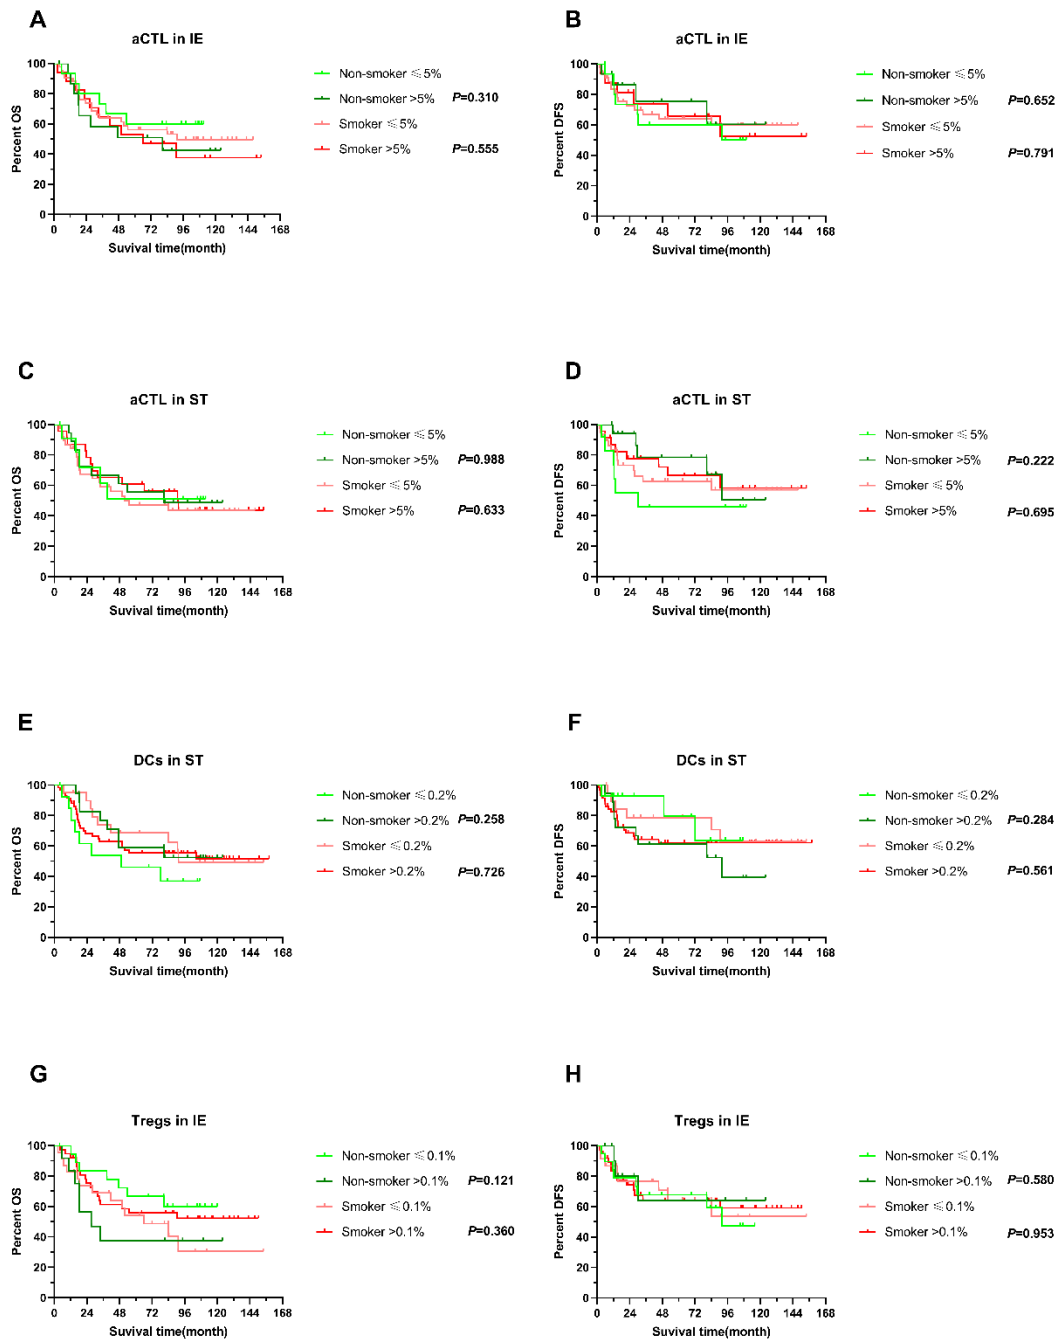 A
aCTL in IE
Percent OS
100
80
60
40
20
0
0 24 48 72 96 120 144 168
Suvival time(month)
Non-smoker ⩽5%
Non-smoker >5% P=0.310
Smoker ⩽5%
Smoker >5% P=0.555
B
aCTL in IE
Percent DFS
100
80
60
40
20
0
0 24 48 72 96 120 144 168
Suvival time(month)
Non-smoker ⩽5%
Non-smoker >5% P=0.652
Smoker ⩽5%
Smoker >5% P=0.791
C
aCTL in ST
Percent OS
100
80
60
40
20
0
0 24 48 72 96 120 144 168
Suvival time(month)
Non-smoker ⩽5%
Non-smoker >5% P=0.988
Smoker ⩽5%
Smoker >5% P=0.633
D
aCTL in ST
Percent DFS
100
80
60
40
20
0
0 24 48 72 96 120 144 168
Suvival time(month)
Non-smoker ⩽5%
Non-smoker >5% P=0.222
Smoker ⩽5%
Smoker >5% P=0.695
E
DCs in ST
Percent OS
100
80
60
40
20
0
0 24 48 72 96 120 144 168
Suvival time(month)
Non-smoker ⩽0.2%
Non-smoker >0.2% P=0.258
Smoker ⩽0.2%
Smoker >0.2% P=0.726
F
DCs in ST
Percent DFS
100
80
60
40
20
0
0 24 48 72 96 120 144 168
Suvival time(month)
Non-smoker ⩽0.2%
Non-smoker >0.2% P=0.284
Smoker ⩽0.2%
Smoker >0.2% P=0.561
G
Tregs in IE
Percent OS
100
80
60
40
20
0
0 24 48 72 96 120 144 168
Suvival time(month)
Non-smoker ⩽0.1%
Non-smoker >0.1% P=0.121
Smoker ⩽0.1%
Smoker >0.1% P=0.360
H
Tregs in IE
Percent DFS
100
80
60
40
20
0
0 24 48 72 96 120 144 168
Suvival time(month)
Non-smoker ⩽0.1%
Non-smoker >0.1% P=0.580
Smoker ⩽0.1%
Smoker >0.1% P=0.953